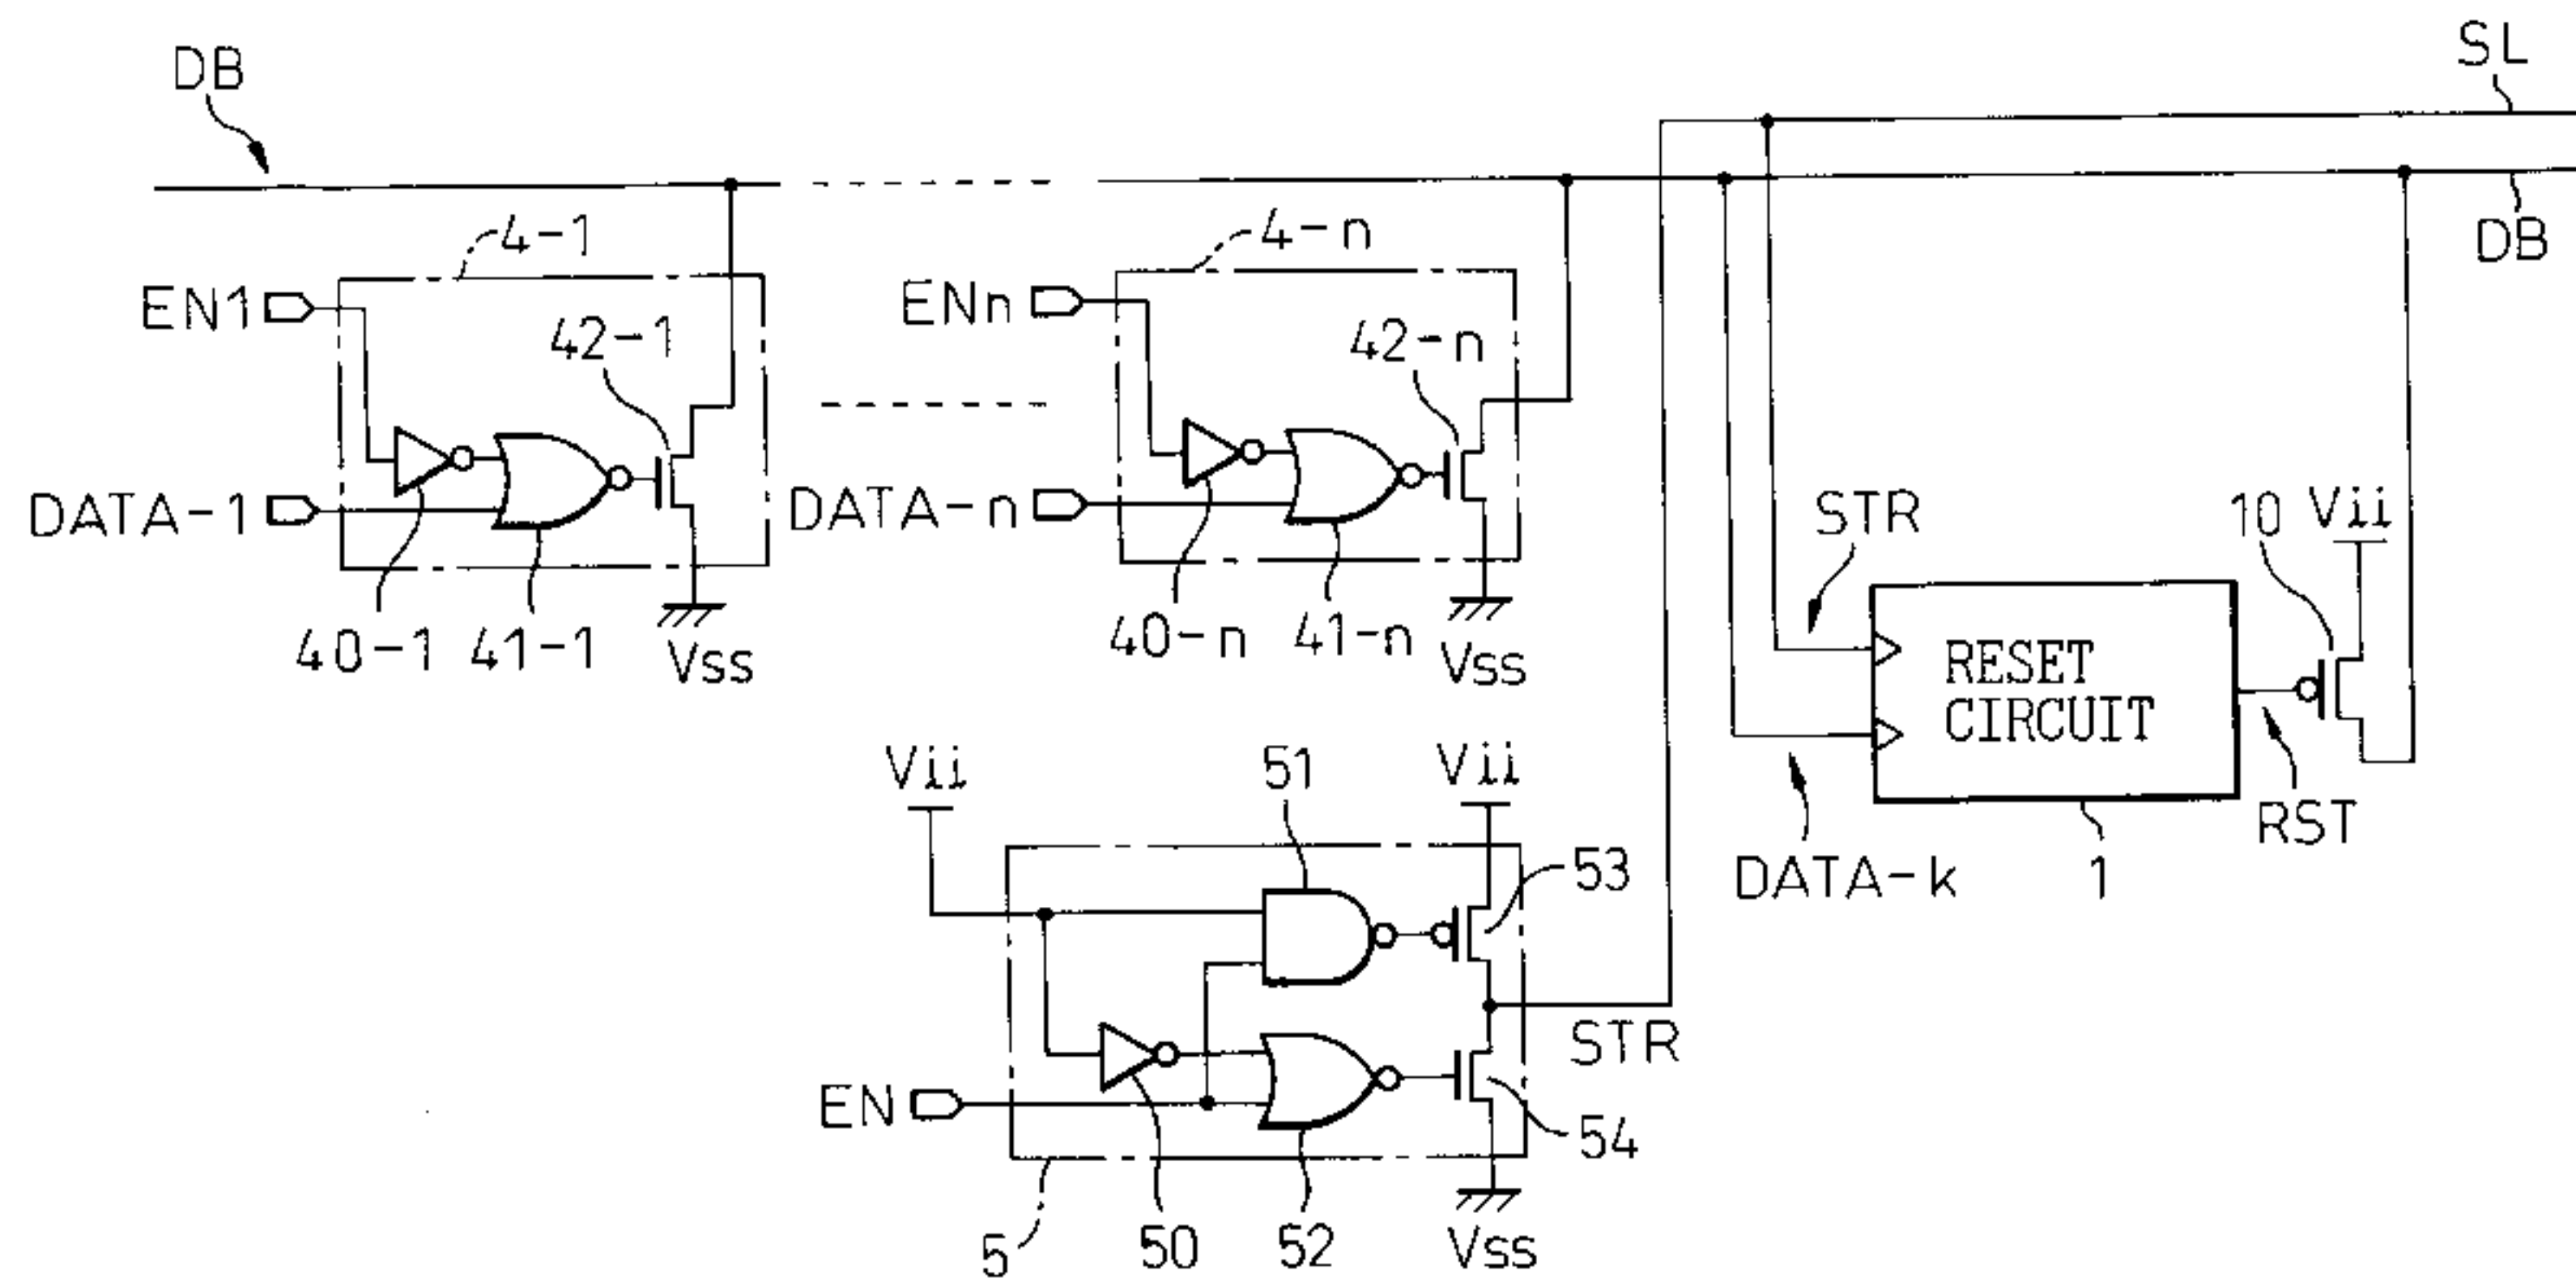 DB
SL
DB
4-1
4-n
EN1
ENn
42-1
42-n
DATA-1
DATA-n
STR
10
Vii
40-1
41-1
Vss
40-n
41-n
Vss
RESET
CIRCUIT
Vii
51
Vii
RST
53
DATA-k
1
STR
EN
54
5
50
52
Vss